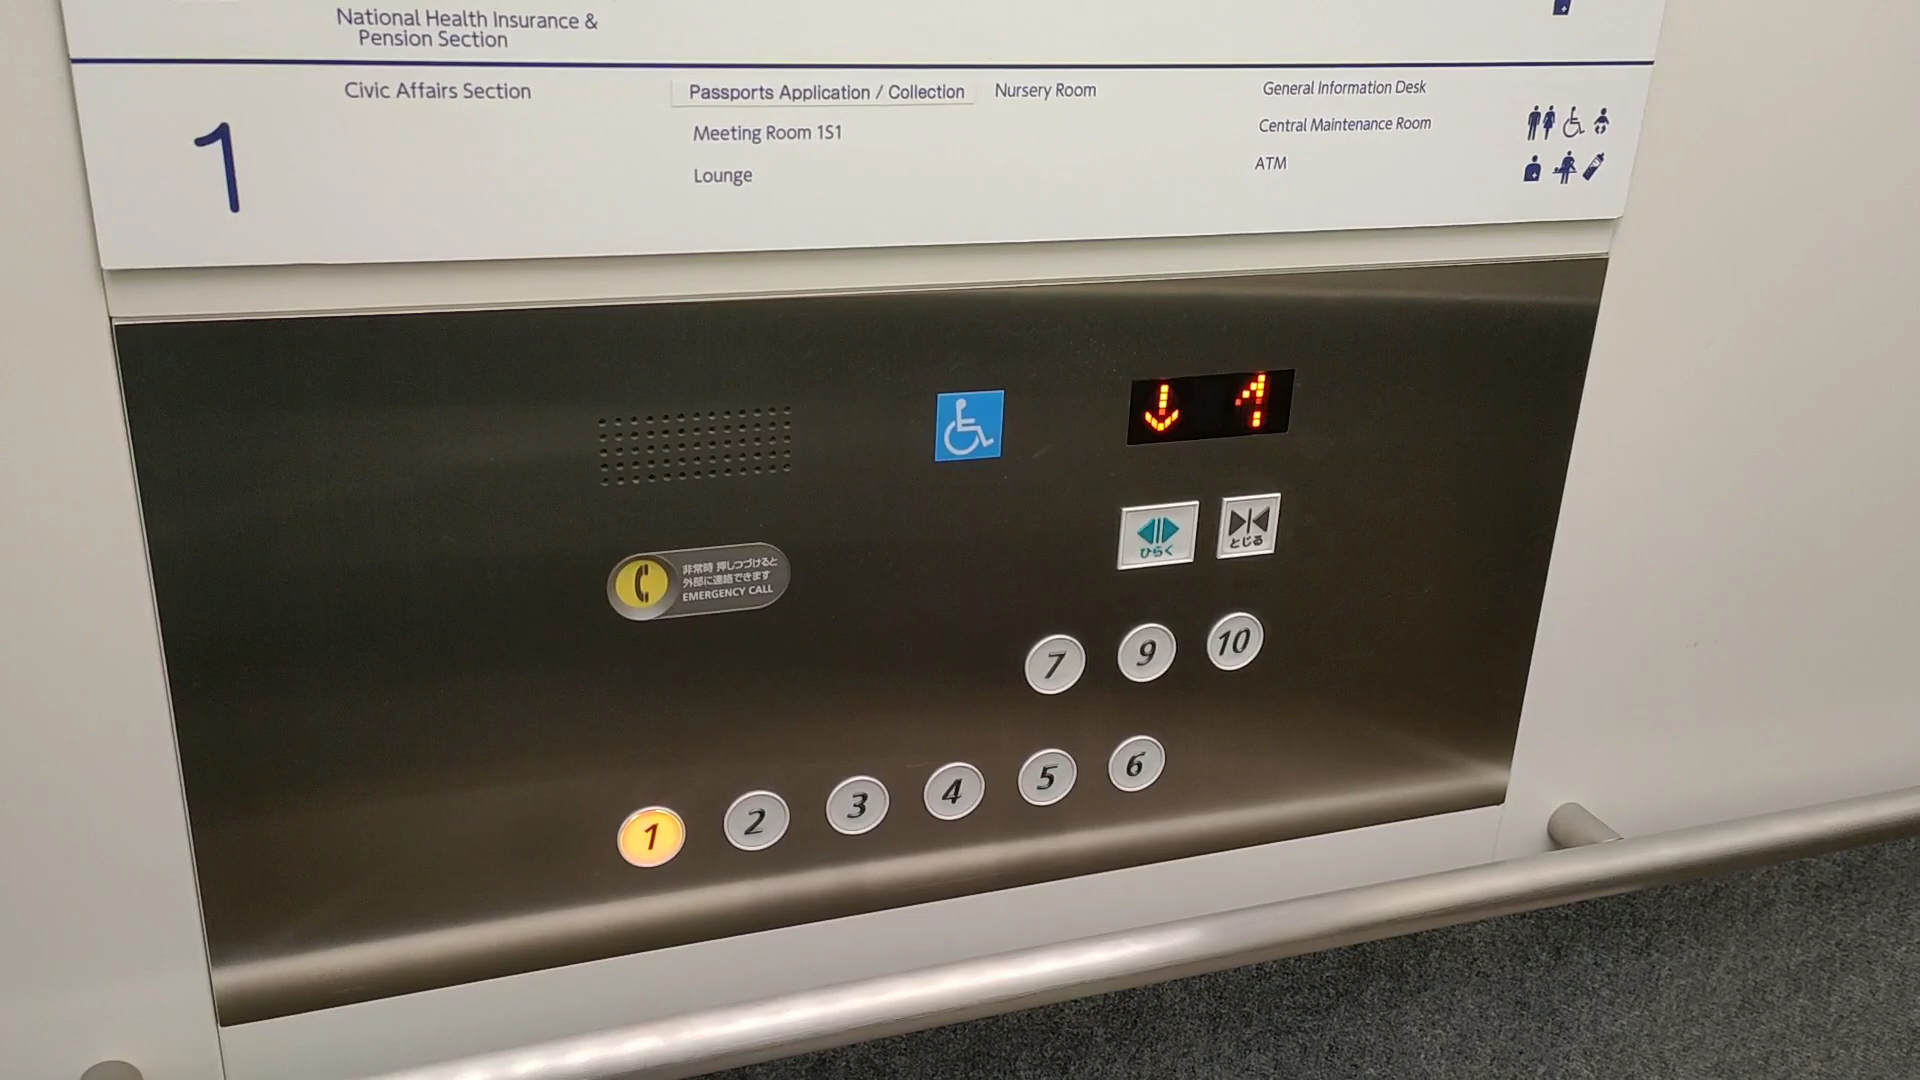 National Health Insurance &
Pension Section
1
Civic Affairs Section
Passports Application / Collection
Meeting Room 1S1
Lounge
Nursery Room
General Information Desk
Central Maintenance Room
ATM
ひらく
とじる
非常時 押しつづけると
外部に連絡できます
EMERGENCY CALL
7 9 10
1 2 3 4 5 6